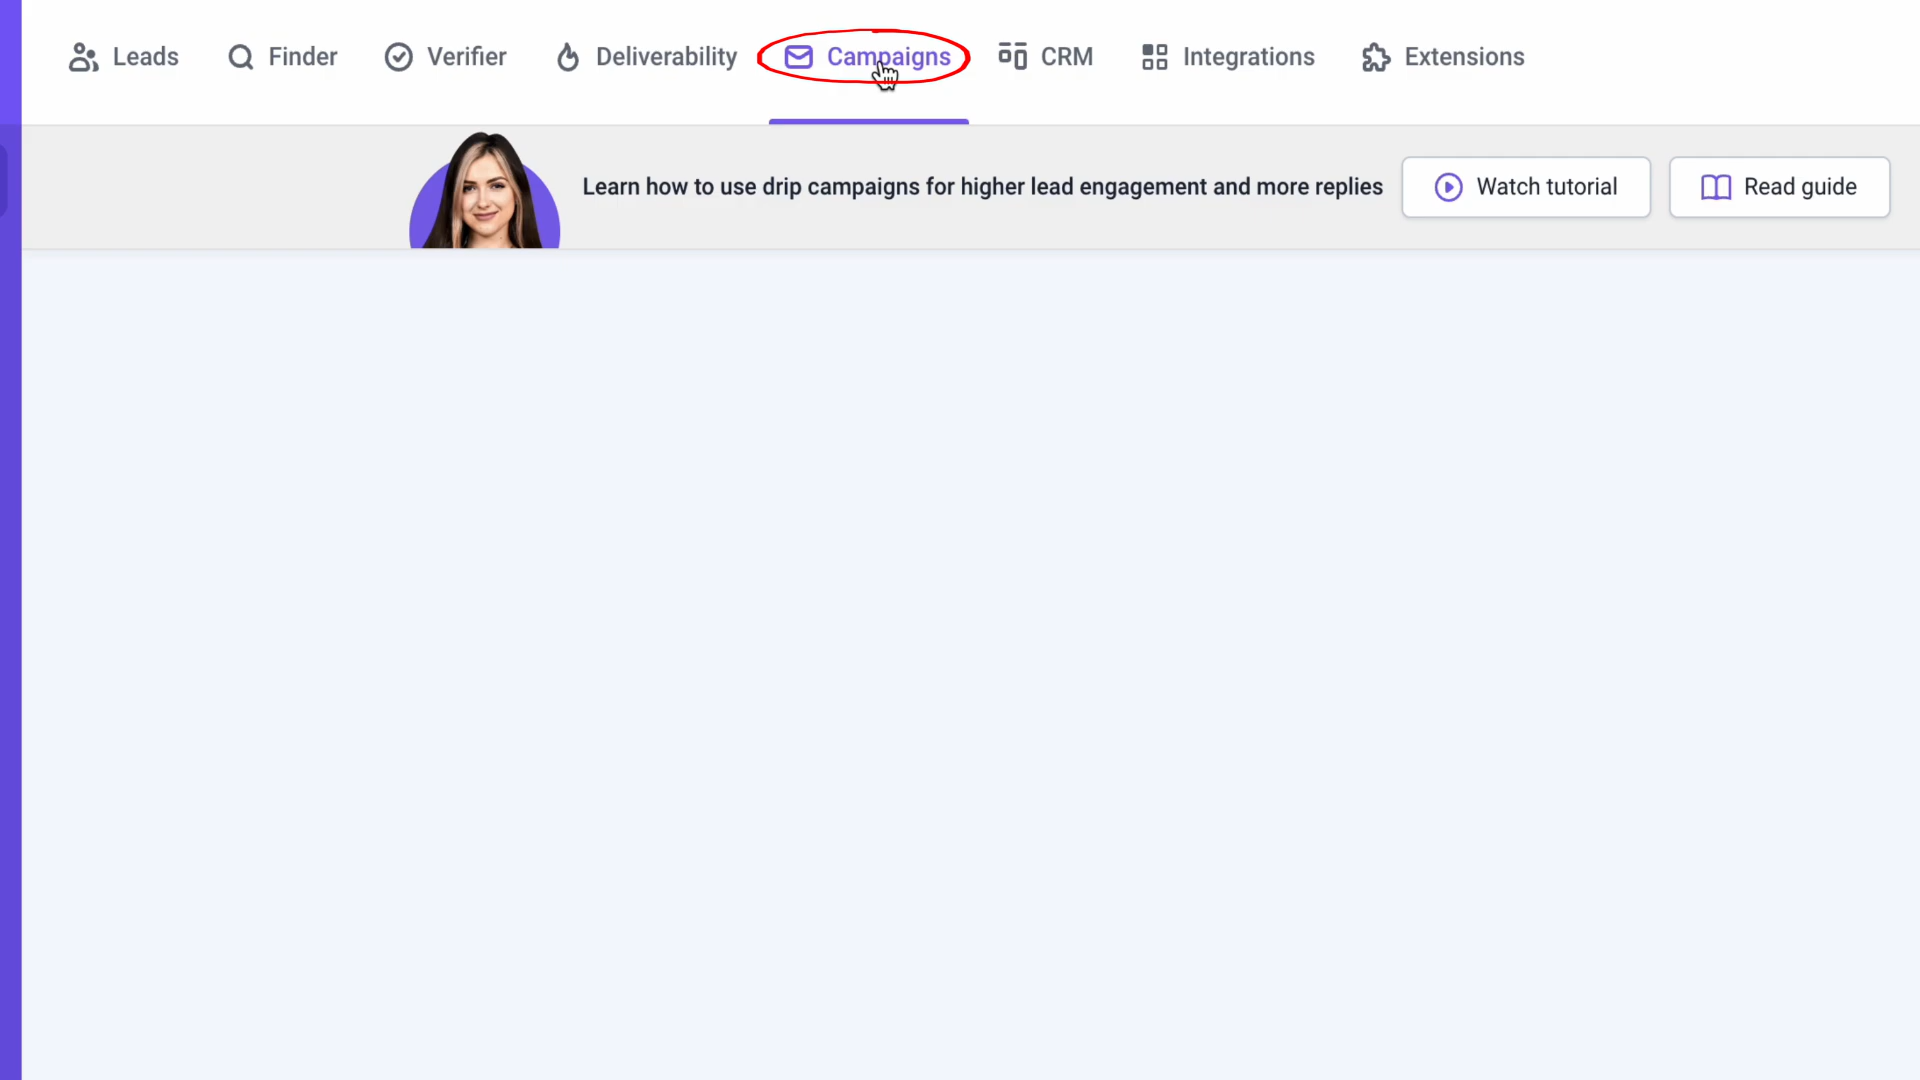 Leads Finder Verifier Deliverability Campaigns CRM Integrations Extensions
Learn how to use drip campaigns for higher lead engagement and more replies Watch tutorial Read guide